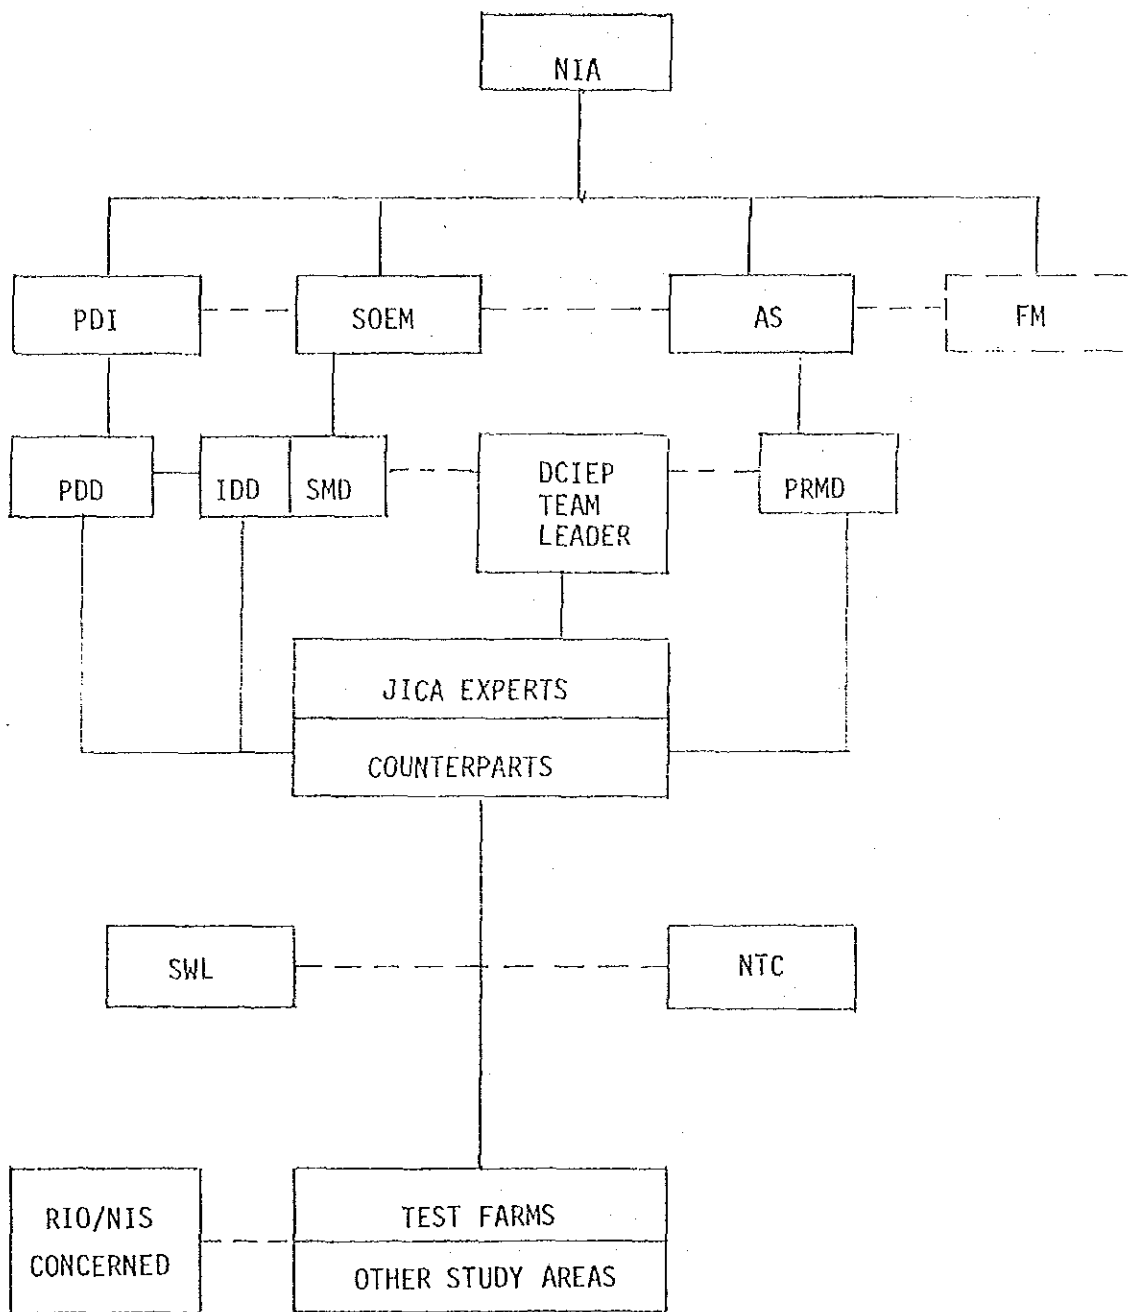 NIA
PDI
SOEM
AS
FM
PDD
IDD
SMD
DCIEP
TEAM
LEADER
PRMD
JICA EXPERTS
COUNTERPARTS
SWL
NTC
RIO/NIS
CONCERNED
TEST FARMS
OTHER STUDY AREAS